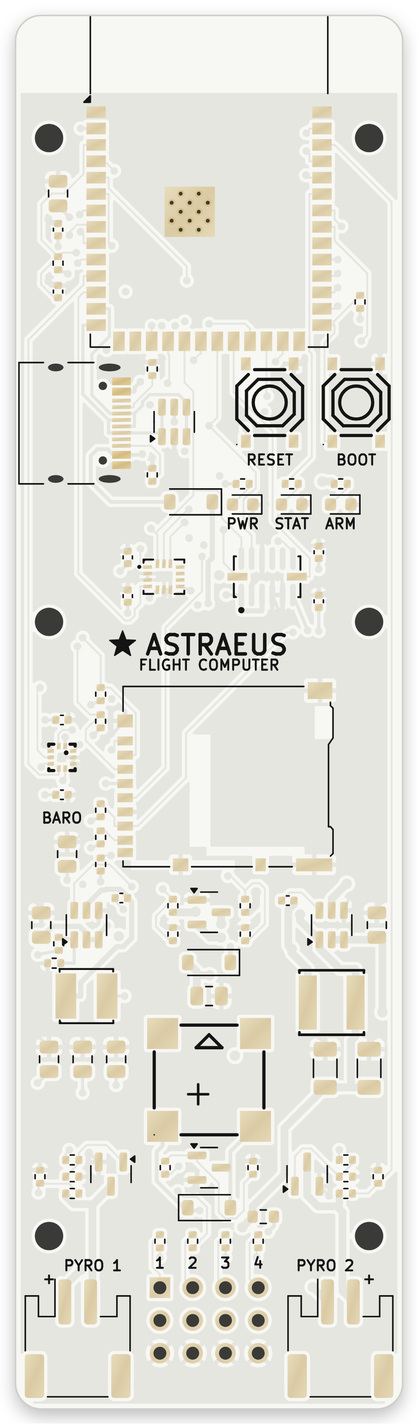 RESET BOOT
PWR STAT ARM
★ ASTRAEUS
FLIGHT COMPUTER
BARO
1 2 3 4
PYRO 1 PYRO 2
+ +